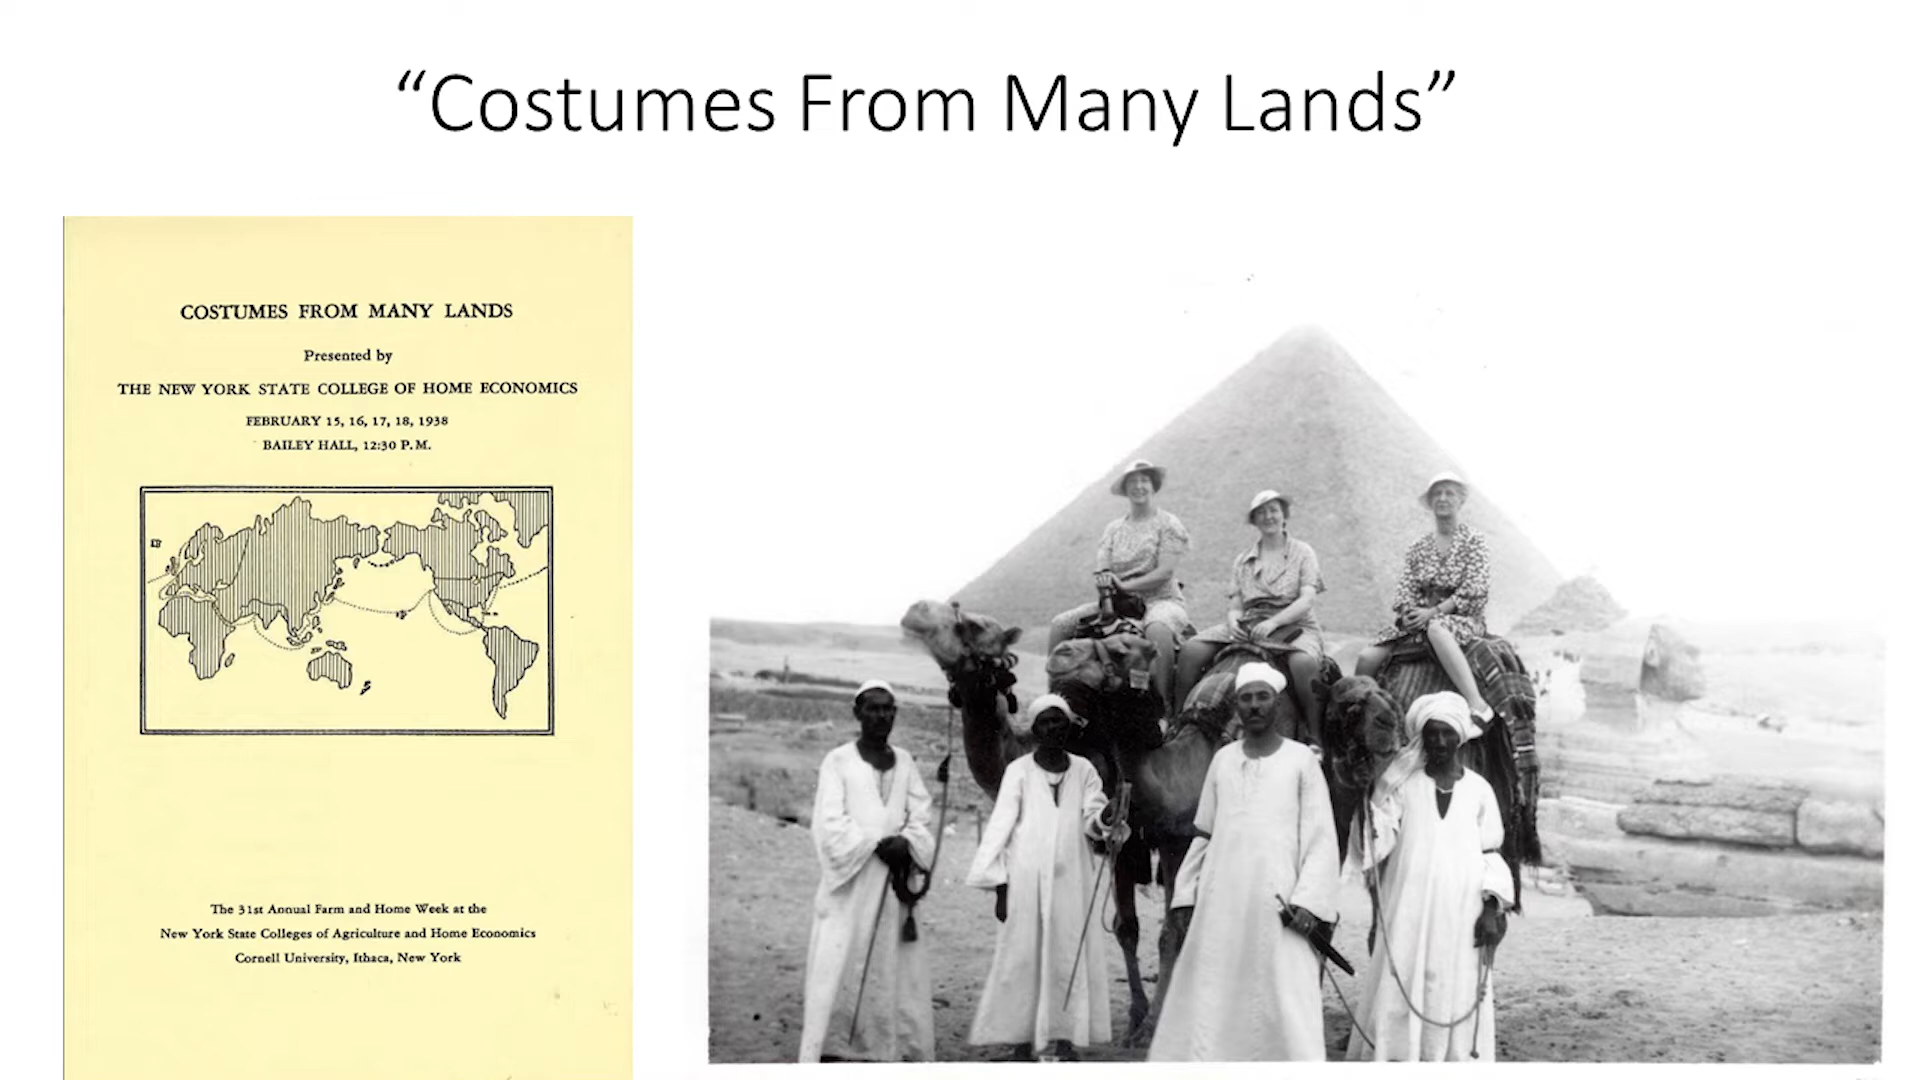 “Costumes From Many Lands”
COSTUMES FROM MANY LANDS
Presented by
THE NEW YORK STATE COLLEGE OF HOME ECONOMICS
FEBRUARY 15, 16, 17, 18, 1938
BAILEY HALL, 12:30 P.M.
The 31st Annual Farm and Home Week at the
New York State Colleges of Agriculture and Home Economics
Cornell University, Ithaca, New York